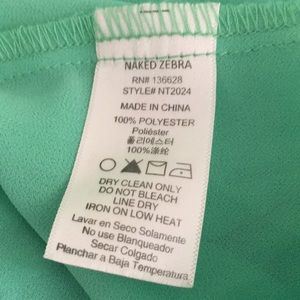 NAKED ZEBRA
RN# 136628
STYLE# NT2024
MADE IN CHINA
100% POLYESTER
Poliéster
폴리에스터
100%涤纶
DRY CLEAN ONLY
DO NOT BLEACH
LINE DRY
IRON ON LOW HEAT
Lavar en Seco Solamente
No use Blanqueador
Secar Colgado
Planchar a Baja Temperatura